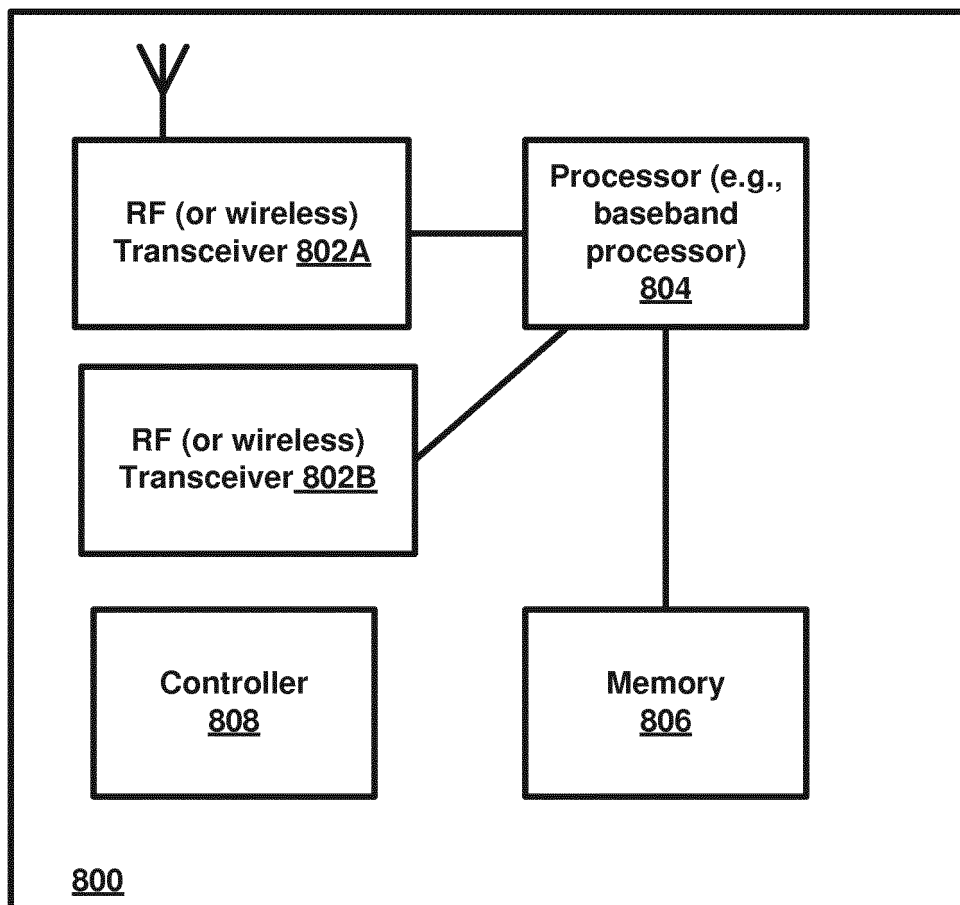 RF (or wireless)
Transceiver 802A
Processor (e.g.,
baseband
processor)
804
RF (or wireless)
Transceiver 802B
Controller
808
Memory
806
800